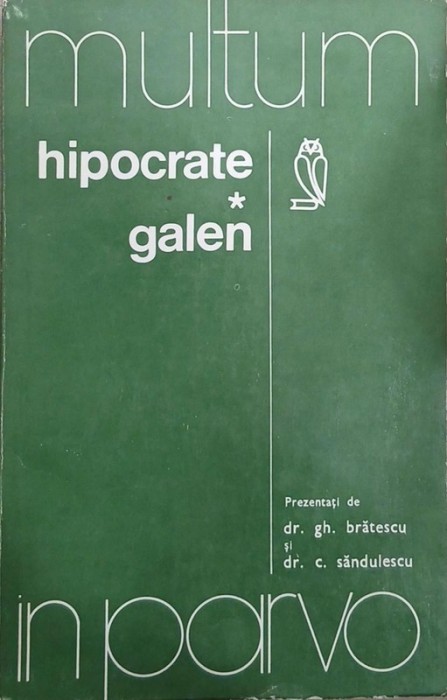 multum
hipocrate
*
galen
Prezentați de
dr. gh. brătescu
și
dr. c. săndulescu
in parvo